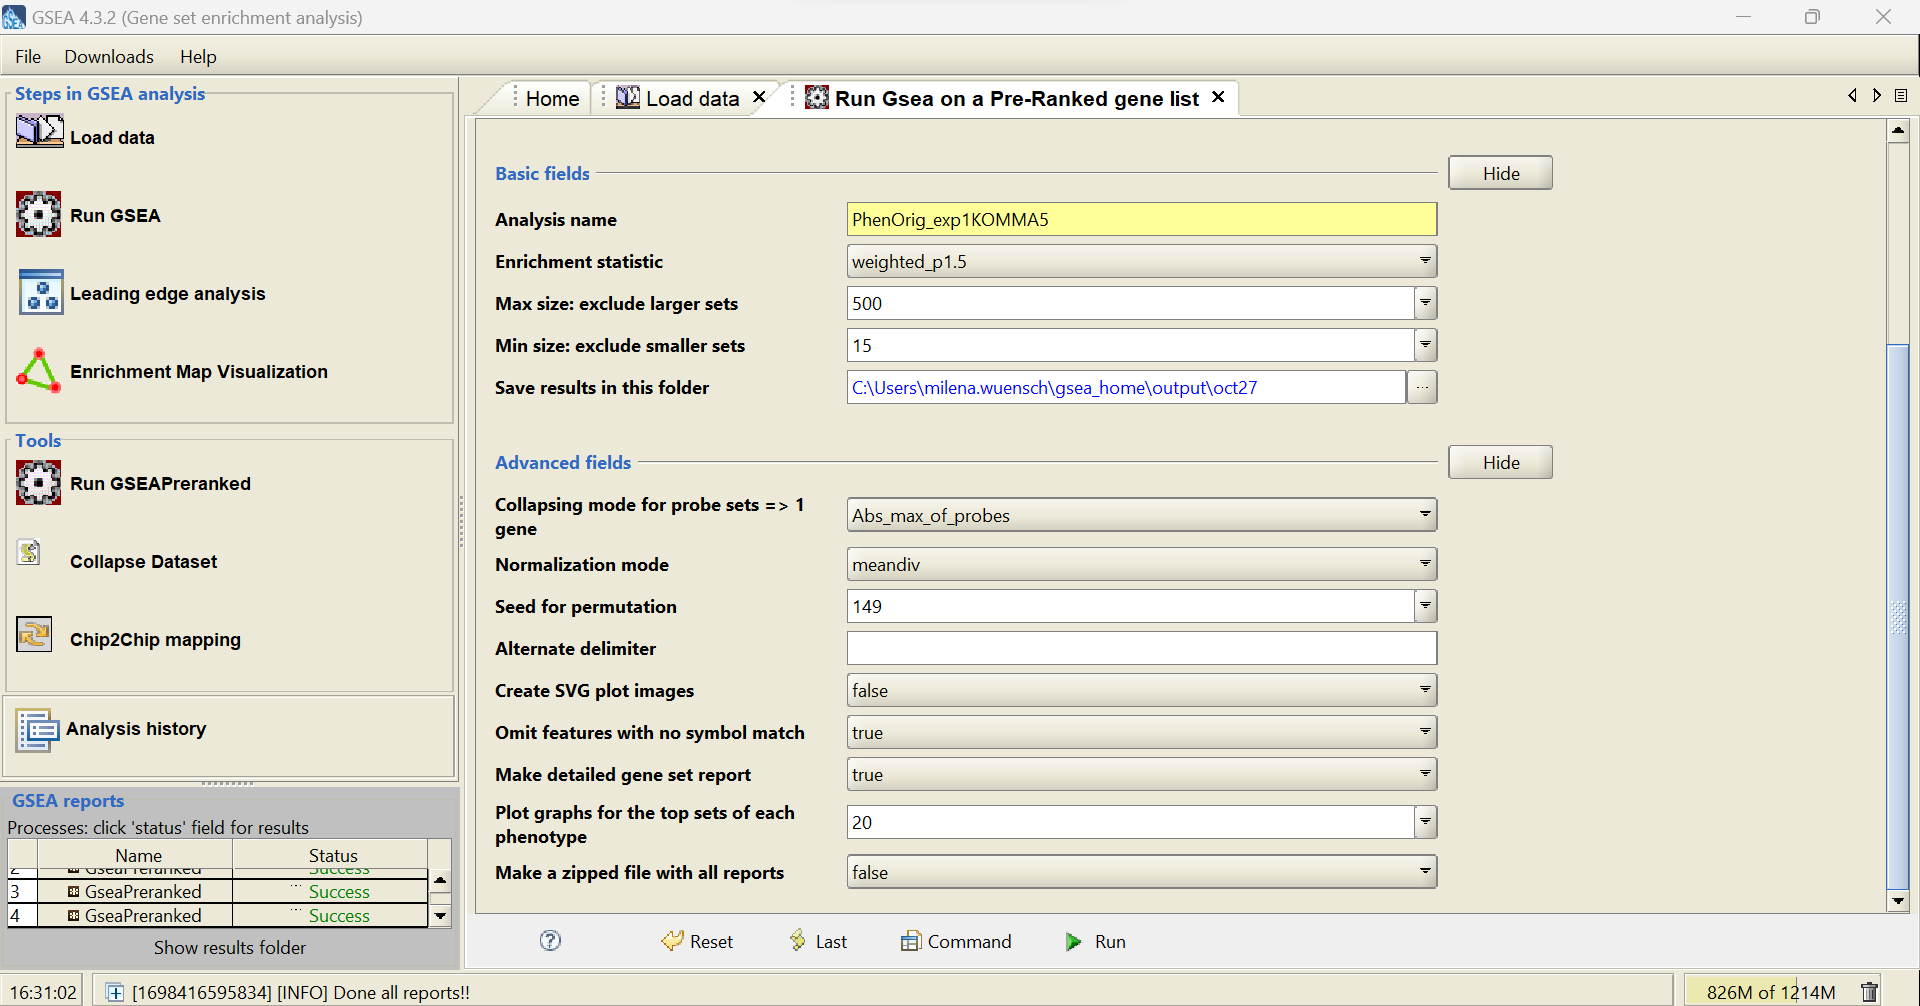 GSEA 4.3.2 (Gene set enrichment analysis)
File Downloads Help
Steps in GSEA analysis
Load data
Run GSEA
Leading edge analysis
Enrichment Map Visualization
Tools
Run GSEAPreranked
Collapse Dataset
Chip2Chip mapping
Analysis history
GSEA reports
Processes: click 'status' field for results
Name Status
2 GseaPreranked Success
3 GseaPreranked ... Success
4 GseaPreranked ... Success
Show results folder
Home Load data Run Gsea on a Pre-Ranked gene list
Basic fields Hide
Analysis name PhenOrig_exp1KOMMA5
Enrichment statistic weighted_p1.5
Max size: exclude larger sets 500
Min size: exclude smaller sets 15
Save results in this folder C:\Users\milena.wuensch\gsea_home\output\oct27 ...
Advanced fields Hide
Collapsing mode for probe sets => 1
gene Abs_max_of_probes
Normalization mode meandiv
Seed for permutation 149
Alternate delimiter
Create SVG plot images false
Omit features with no symbol match true
Make detailed gene set report true
Plot graphs for the top sets of each
phenotype 20
Make a zipped file with all reports false
Reset Last Command Run
16:31:02 [1698416595834] [INFO] Done all reports!! 826M of 1214M